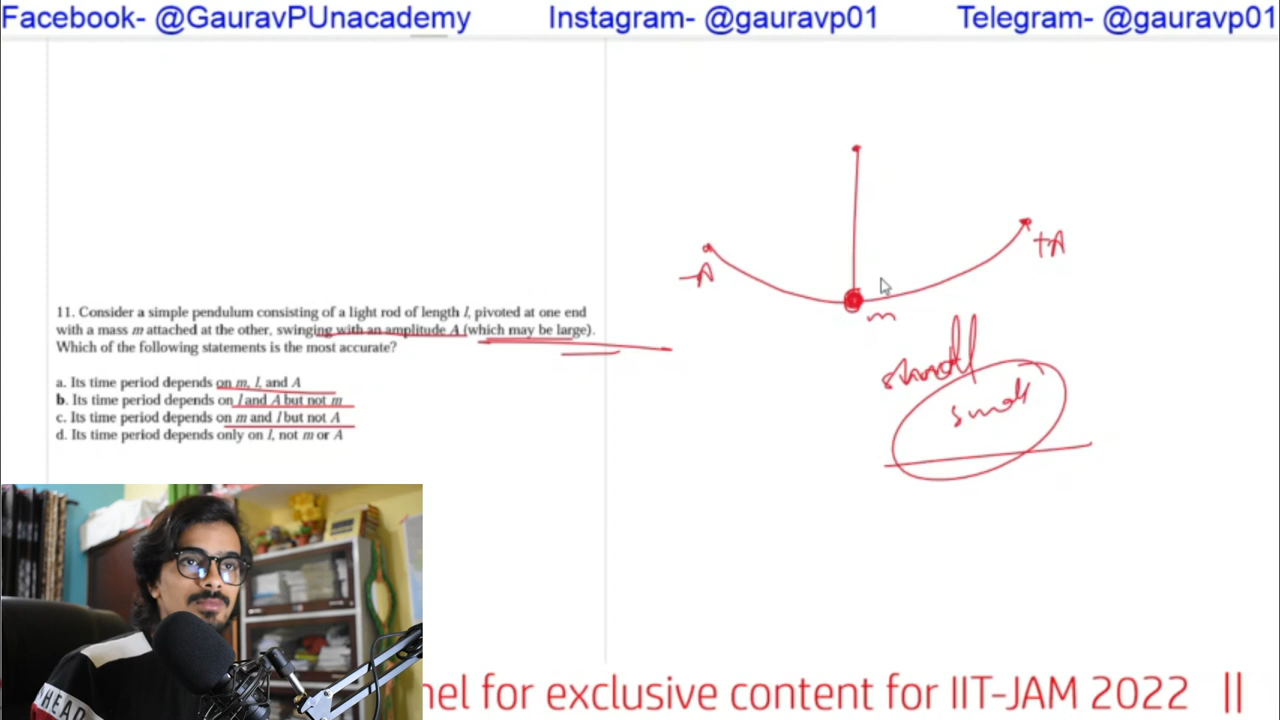 Facebook- @GauravPUnacademy Instagram- @gauravp01 Telegram- @gauravp01
11. Consider a simple pendulum consisting of a light rod of length l, pivoted at one end
with a mass m attached at the other, swinging with an amplitude A (which may be large).
Which of the following statements is the most accurate?
a. Its time period depends on m, l, and A
b. Its time period depends on l and A but not m
c. Its time period depends on m and l but not A
d. Its time period depends only on l, not m or A
-A
+A
m
small
HEAD
nel for exclusive content for IIT-JAM 2022 ||